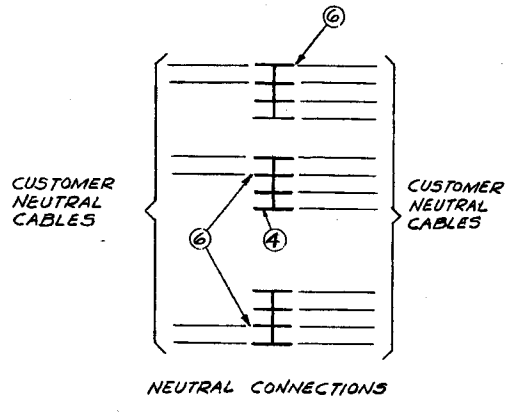 6
CUSTOMER
NEUTRAL
CABLES
CUSTOMER
NEUTRAL
CABLES
6
4
NEUTRAL CONNECTIONS